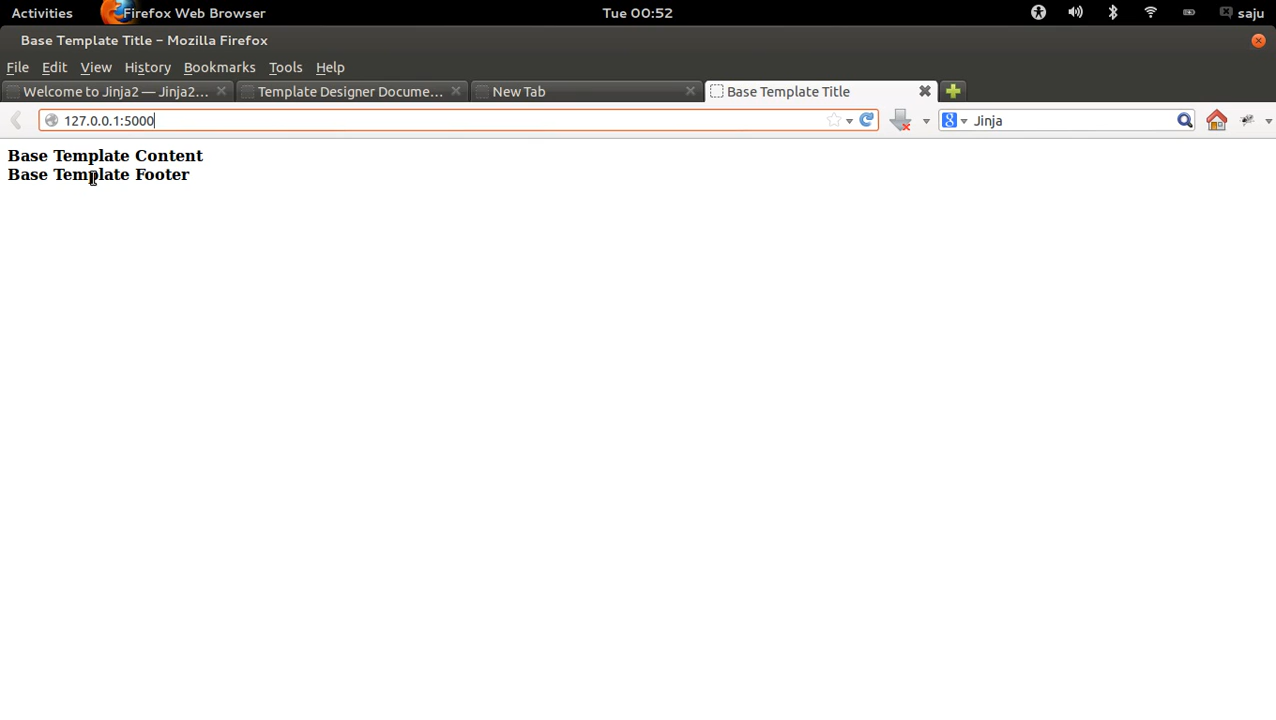 Activities Firefox Web Browser Tue 00:52 saju
Base Template Title - Mozilla Firefox
File Edit View History Bookmarks Tools Help
Welcome to Jinja2 — Jinja2... Template Designer Docume... New Tab Base Template Title
127.0.0.1:5000 8 Jinja
Base Template Content
Base Template Footer